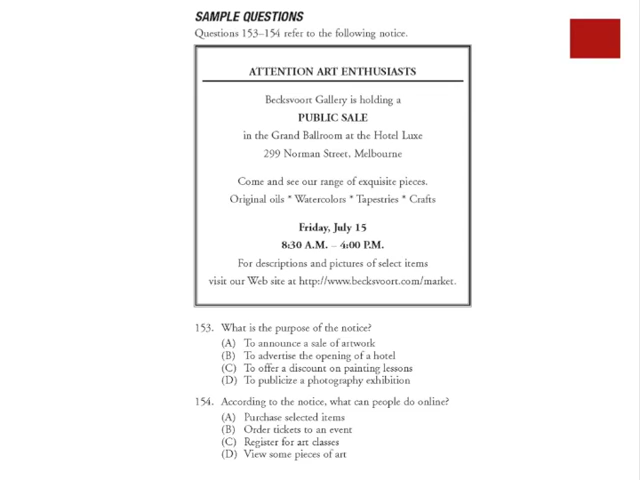 SAMPLE QUESTIONS
Questions 153–154 refer to the following notice.
ATTENTION ART ENTHUSIASTS
Becksvoort Gallery is holding a
PUBLIC SALE
in the Grand Ballroom at the Hotel Luxe
299 Norman Street, Melbourne
Come and see our range of exquisite pieces.
Original oils * Watercolors * Tapestries * Crafts
Friday, July 15
8:30 A.M. – 4:00 P.M.
For descriptions and pictures of select items
visit our Web site at http://www.becksvoort.com/market.
153. What is the purpose of the notice?
(A) To announce a sale of artwork
(B) To advertise the opening of a hotel
(C) To offer a discount on painting lessons
(D) To publicize a photography exhibition
154. According to the notice, what can people do online?
(A) Purchase selected items
(B) Order tickets to an event
(C) Register for art classes
(D) View some pieces of art